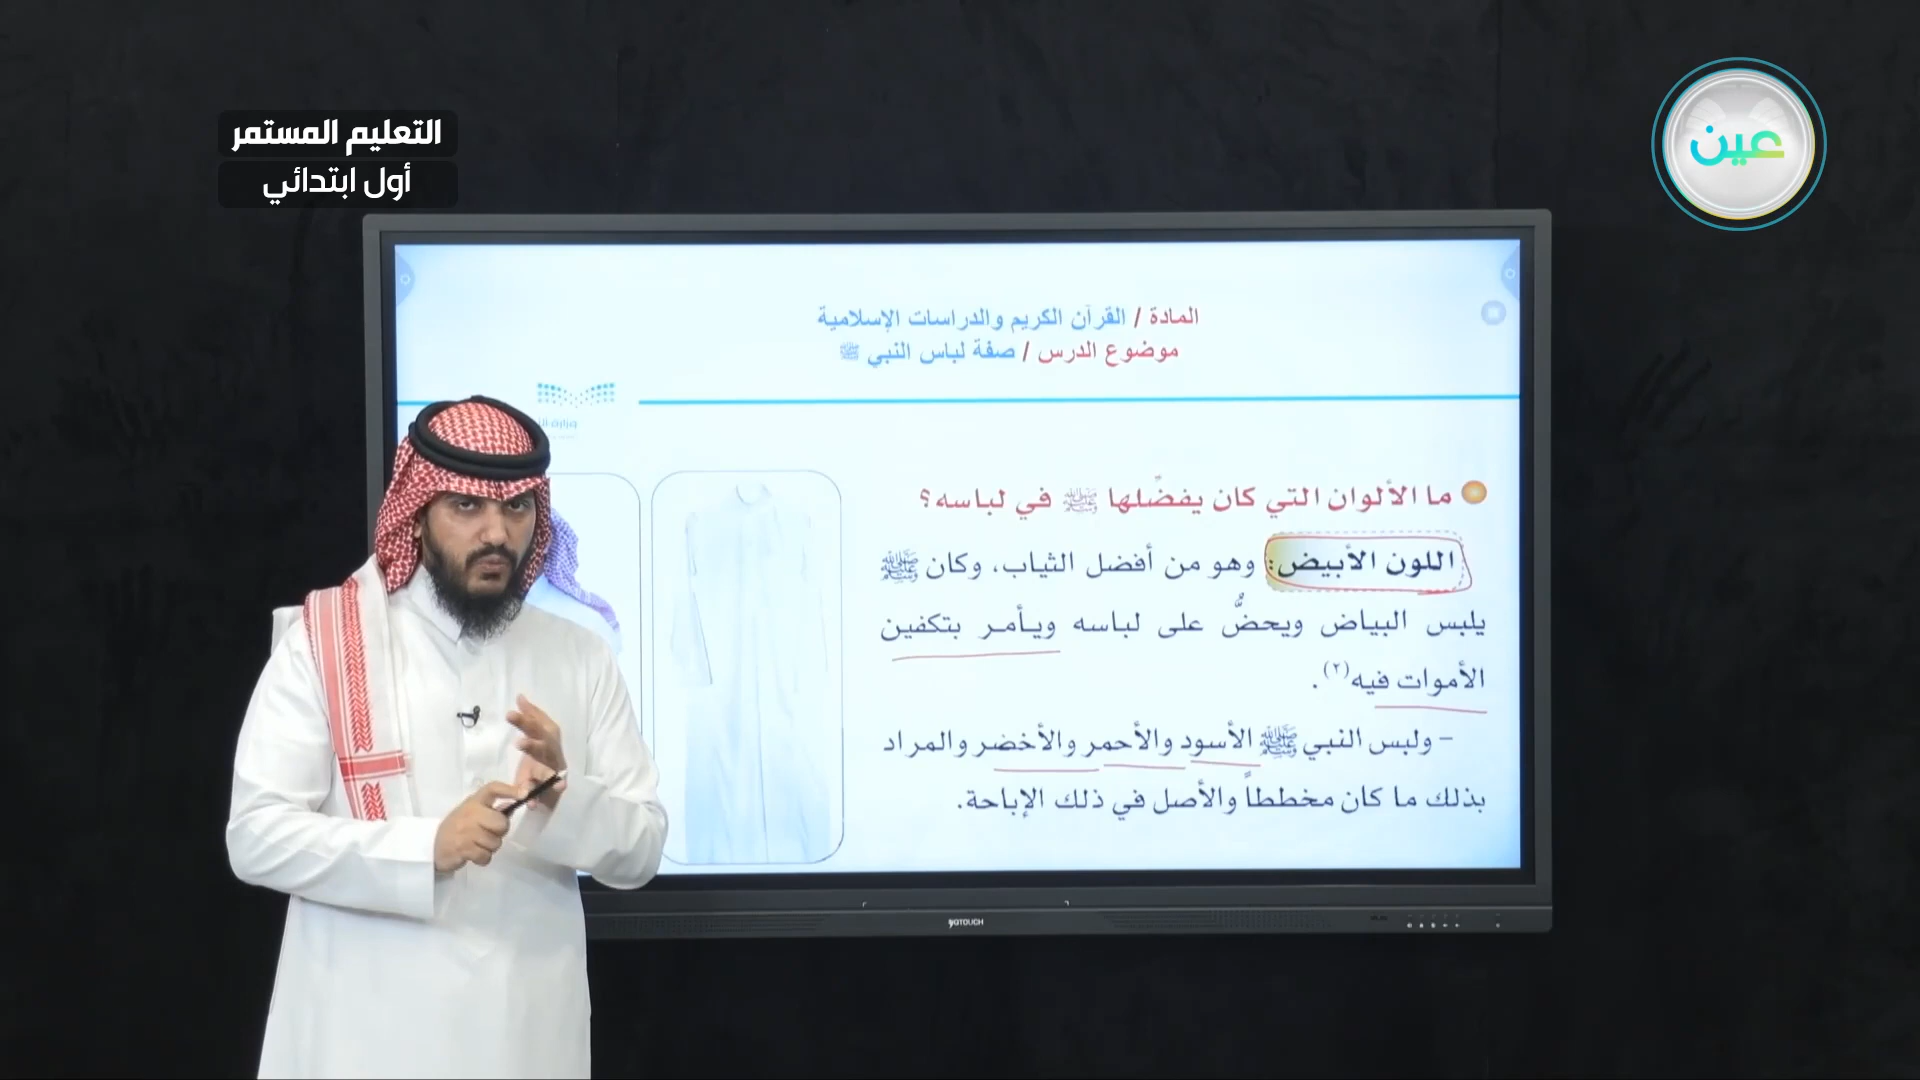 التعليم المستمر
أول ابتدائي
عين
المادة / القرآن الكريم والدراسات الإسلامية
موضوع الدرس / صفة لباس النبي ﷺ
ما الألوان التي كان يفضِّلها ﷺ في لباسه؟
اللون الأبيض: وهو من أفضل الثياب، وكان ﷺ
يلبس البياض ويحضُّ على لباسه ويأمر بتكفين
الأموات فيه(٢).
- ولبس النبي ﷺ الأسود والأحمر والأخضر والمراد
بذلك ما كان مخططاً والأصل في ذلك الإباحة.